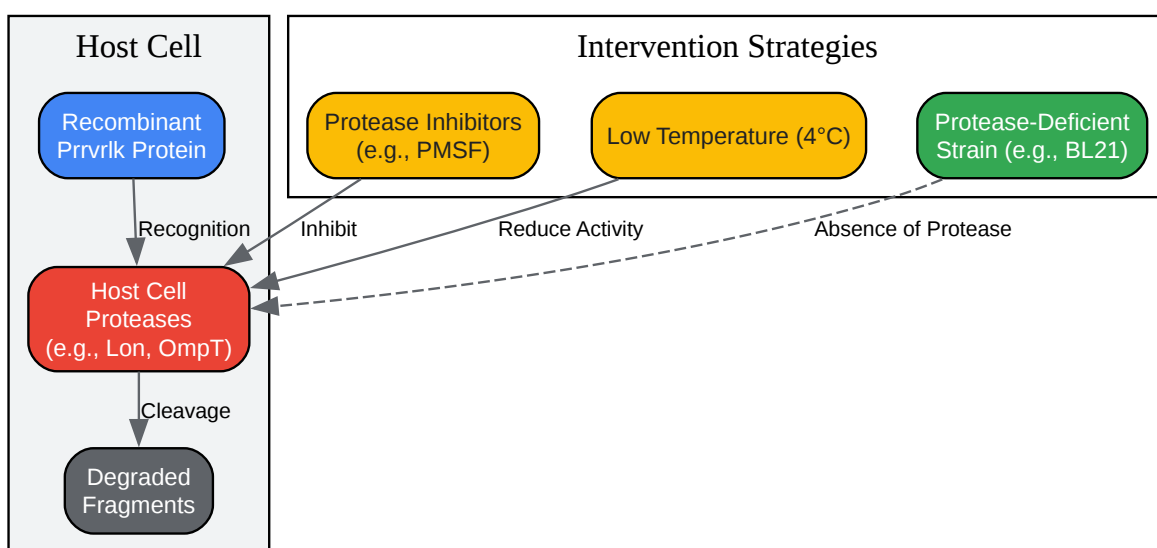 Host Cell
Intervention Strategies
Recombinant
Prrvrlk Protein
Protease Inhibitors
(e.g., PMSF)
Low Temperature (4°C)
Protease-Deficient
Strain (e.g., BL21)
Recognition
Inhibit
Reduce Activity
Absence of Protease
Host Cell
Proteases
(e.g., Lon, OmpT)
Cleavage
Degraded
Fragments